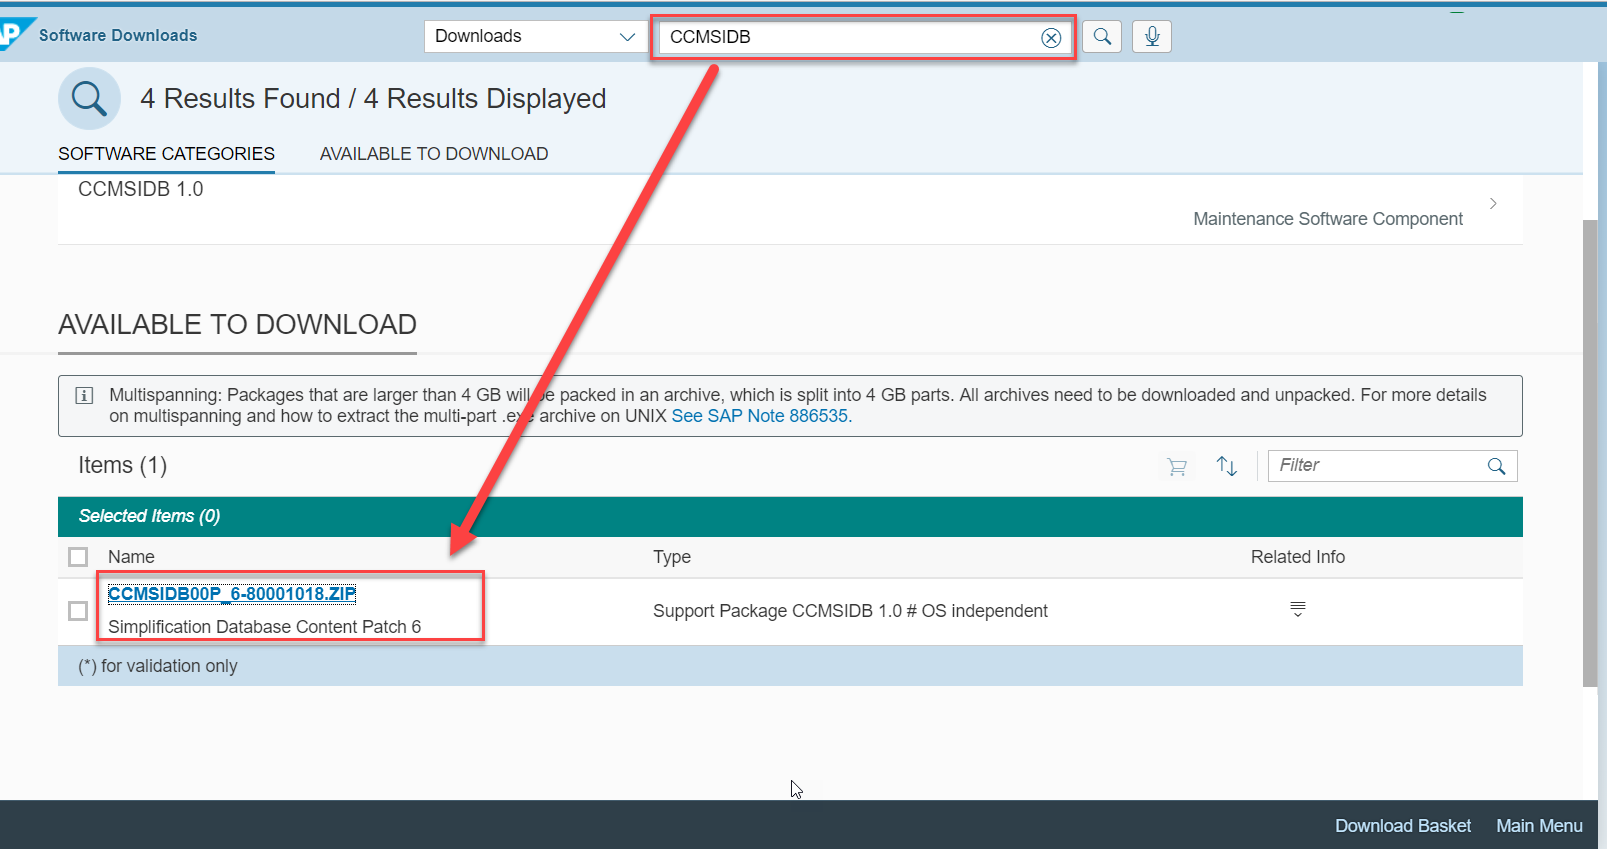 Software Downloads
Downloads
CCMSIDB
4 Results Found / 4 Results Displayed
SOFTWARE CATEGORIES
AVAILABLE TO DOWNLOAD
CCMSIDB 1.0
Maintenance Software Component
AVAILABLE TO DOWNLOAD
Multispanning: Packages that are larger than 4 GB will be packed in an archive, which is split into 4 GB parts. All archives need to be downloaded and unpacked. For more details
on multispanning and how to extract the multi-part .exe archive on UNIX See SAP Note 886535.
Items (1)
Filter
Selected Items (0)
Name
Type
Related Info
CCMSIDB00P_6-80001018.ZIP
Simplification Database Content Patch 6
Support Package CCMSIDB 1.0 # OS independent
(*) for validation only
Download Basket
Main Menu